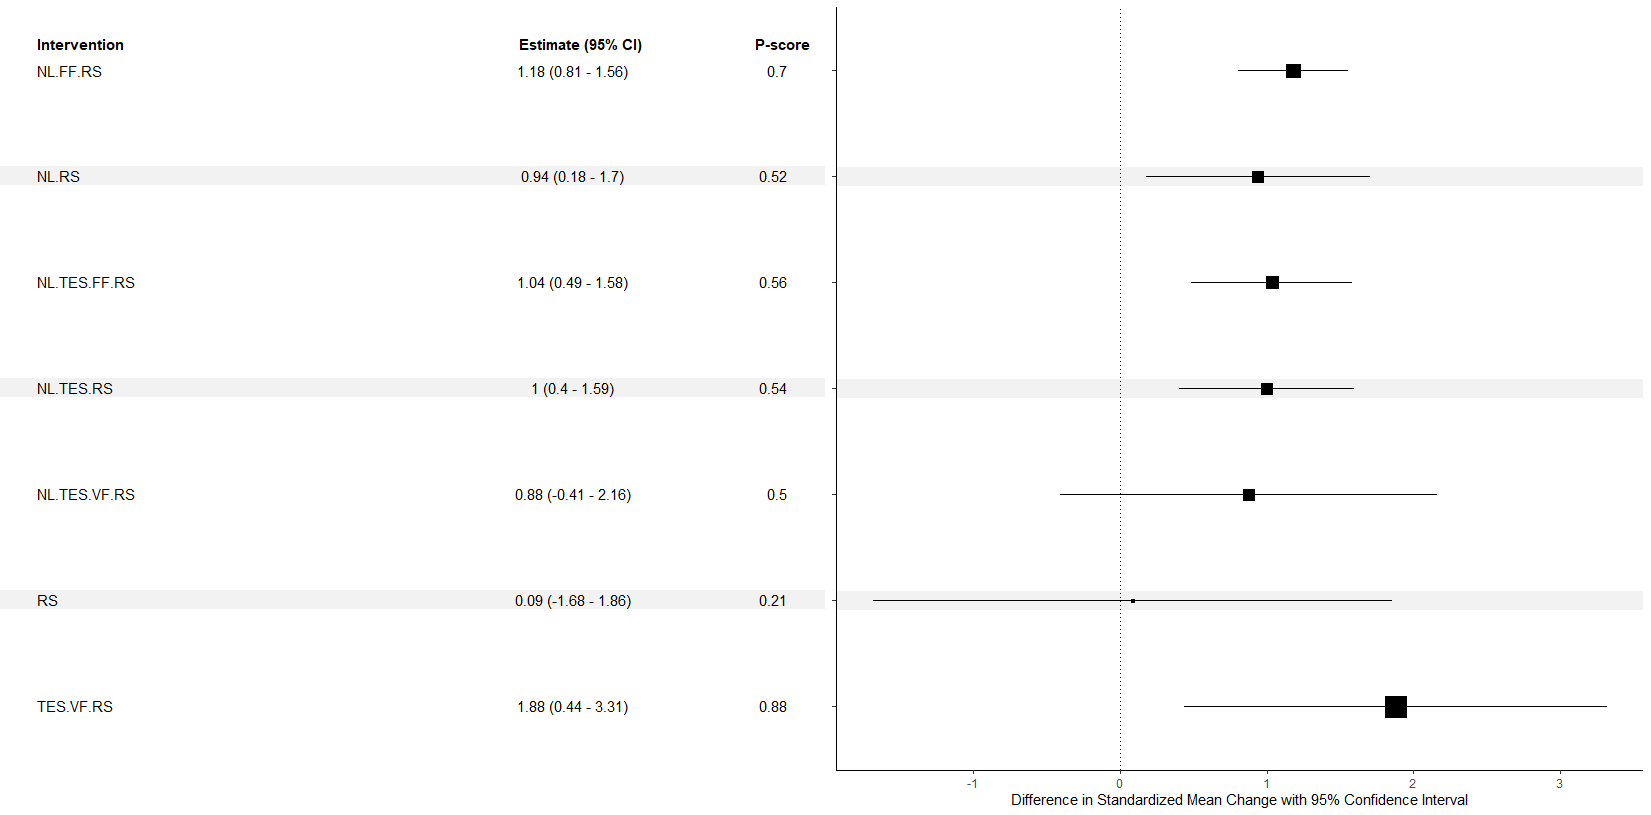 Intervention Estimate (95% CI) P-score
NL.FF.RS 1.18 (0.81 - 1.56) 0.7
NL.RS 0.94 (0.18 - 1.7) 0.52
NL.TES.FF.RS 1.04 (0.49 - 1.58) 0.56
NL.TES.RS 1 (0.4 - 1.59) 0.54
NL.TES.VF.RS 0.88 (-0.41 - 2.16) 0.5
RS 0.09 (-1.68 - 1.86) 0.21
TES.VF.RS 1.88 (0.44 - 3.31) 0.88
-1 0 1 2 3
Difference in Standardized Mean Change with 95% Confidence Interval